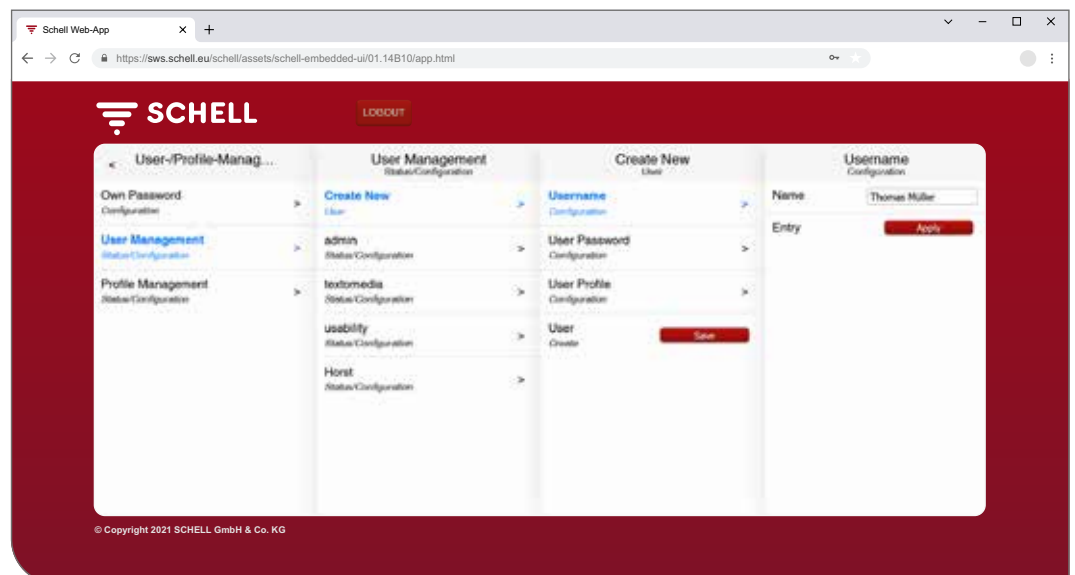 Schell Web-App
https://sws.schell.eu/schell/assets/schell-embedded-ui/01.14B10/app.html
SCHELL
LOGOUT
< User-/Profile-Manag...
Own Password >
Configuration
User Management >
Status/Configuration
Profile Management >
Status/Configuration
User Management
Status/Configuration
Create New >
User
admin >
Status/Configuration
textomedia >
Status/Configuration
usability >
Status/Configuration
Horst >
Status/Configuration
Create New
User
Username >
Configuration
User Password >
Configuration
User Profile >
Configuration
User Save
Create
Username
Configuration
Name Thomas Müller
Entry Apply
© Copyright 2021 SCHELL GmbH & Co. KG